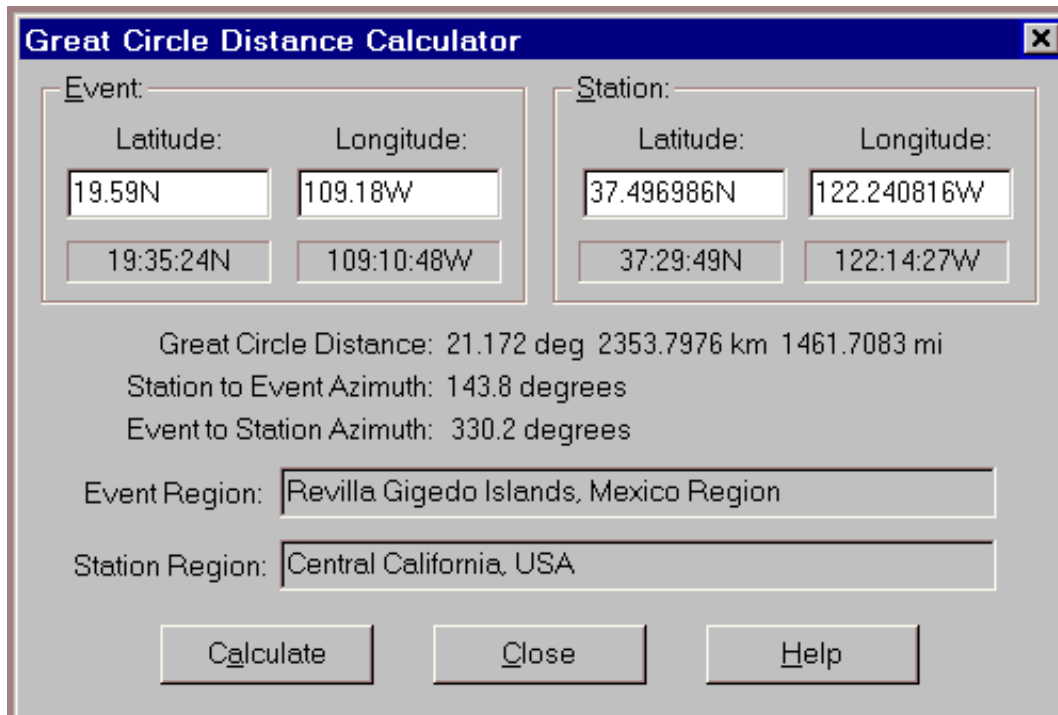 Great Circle Distance Calculator
Event:
Latitude: Longitude:
19.59N 109.18W
19:35:24N 109:10:48W
Station:
Latitude: Longitude:
37.496986N 122.240816W
37:29:49N 122:14:27W
Great Circle Distance: 21.172 deg 2353.7976 km 1461.7083 mi
Station to Event Azimuth: 143.8 degrees
Event to Station Azimuth: 330.2 degrees
Event Region: Revilla Gigedo Islands, Mexico Region
Station Region: Central California, USA
Calculate Close Help